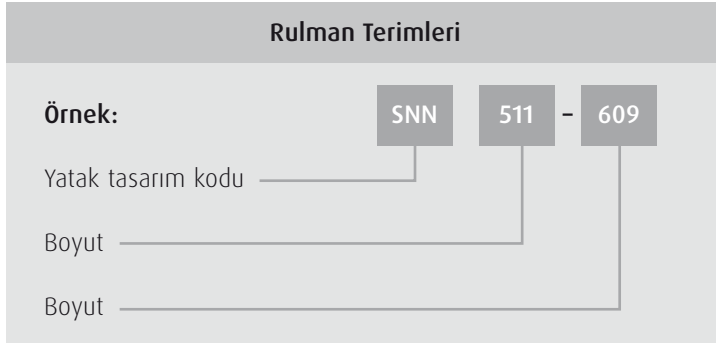 Rulman Terimleri
Örnek: SNN 511 – 609
Yatak tasarım kodu
Boyut
Boyut